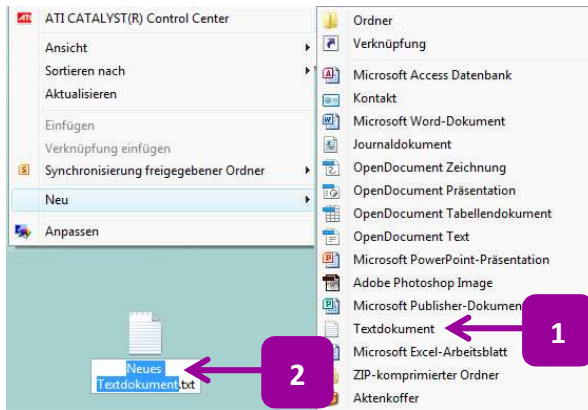 ATI CATALYST(R) Control Center
Ansicht
Sortieren nach
Aktualisieren
Einfügen
Verknüpfung einfügen
Synchronisierung freigegebener Ordner
Neu
Anpassen
Ordner
Verknüpfung
Microsoft Access Datenbank
Kontakt
Microsoft Word-Dokument
Journaldokument
OpenDocument Zeichnung
OpenDocument Präsentation
OpenDocument Tabellendokument
OpenDocument Text
Microsoft PowerPoint-Präsentation
Adobe Photoshop Image
Microsoft Publisher-Dokumen
Textdokument
Microsoft Excel-Arbeitsblatt
ZIP-komprimierter Ordner
Aktenkoffer
1
Neues
Textdokument.txt
2